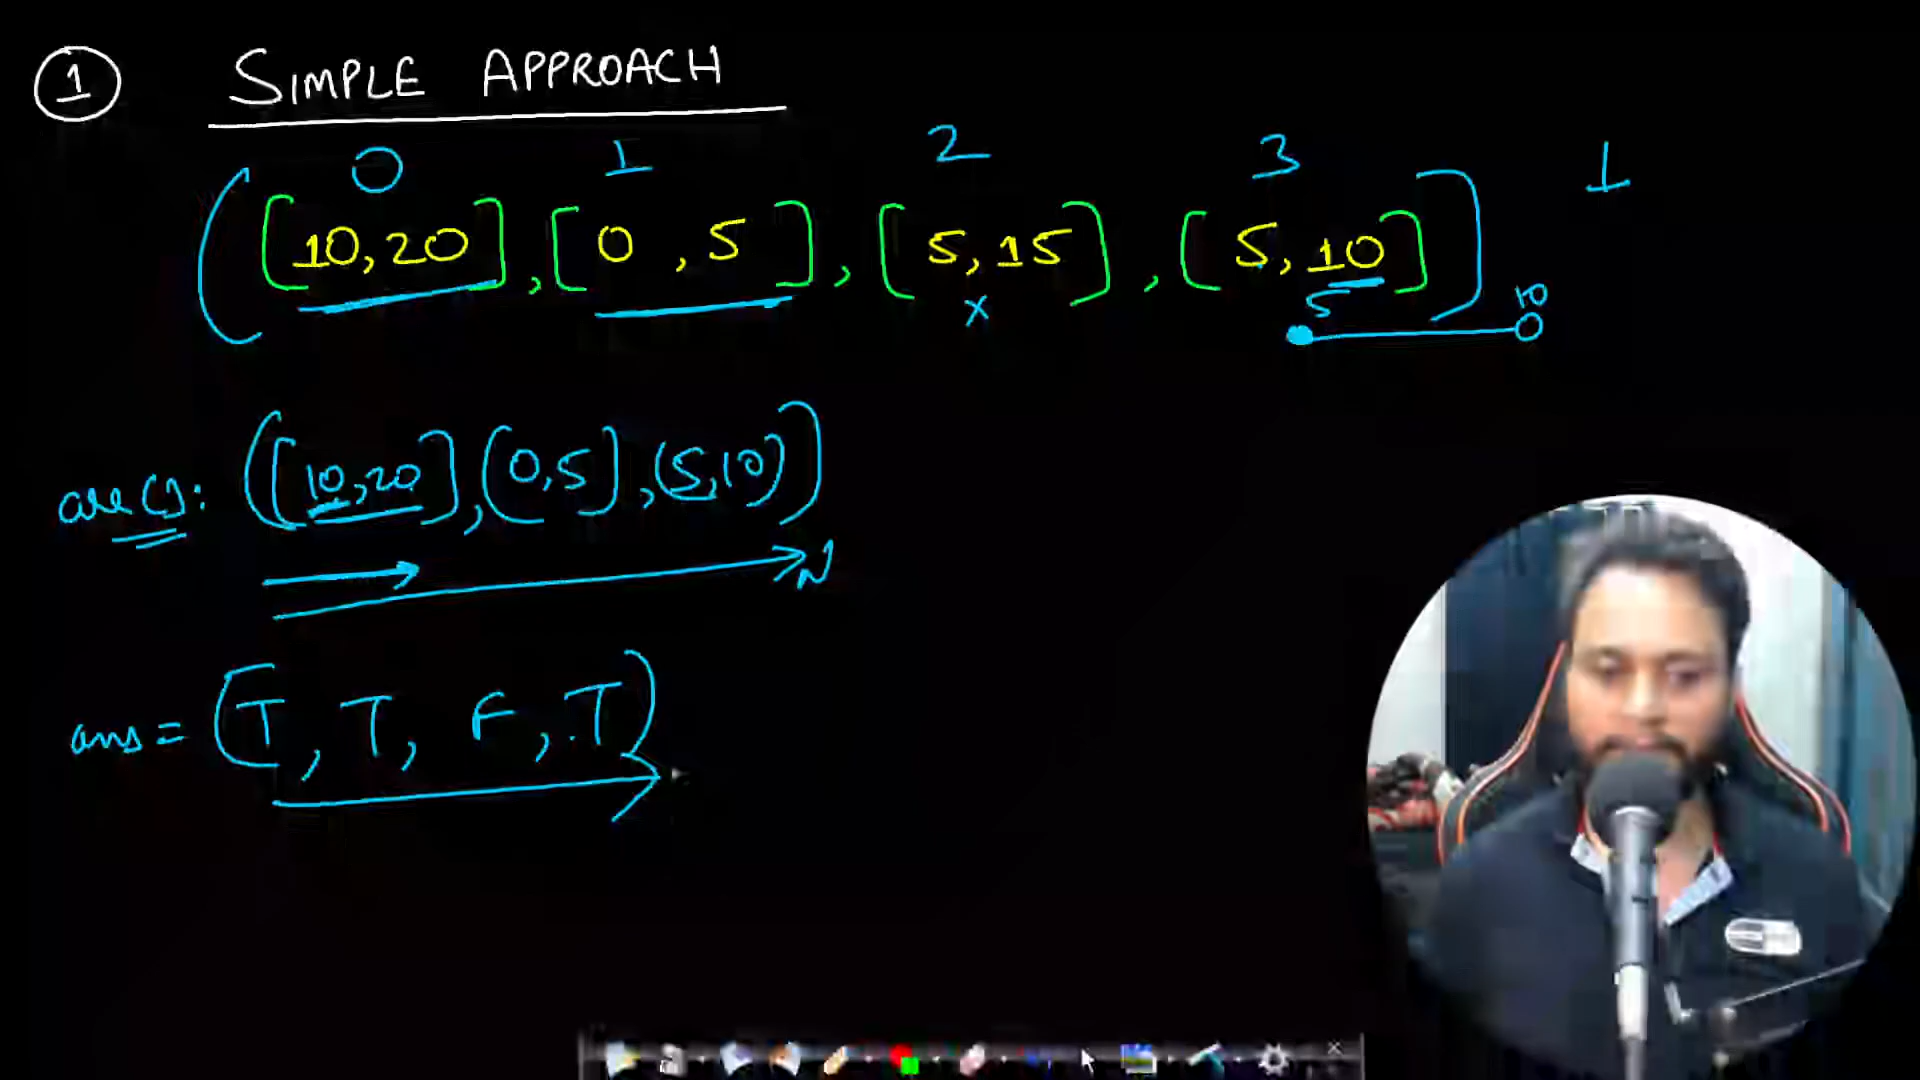 1 SIMPLE APPROACH
0 1 2 3 1
[[10,20],[0,5],[5,15],[5,10]]
x 5 10
arr[]: [[10,20],[0,5],[5,10)]
N
ans = [T, T, F, T]